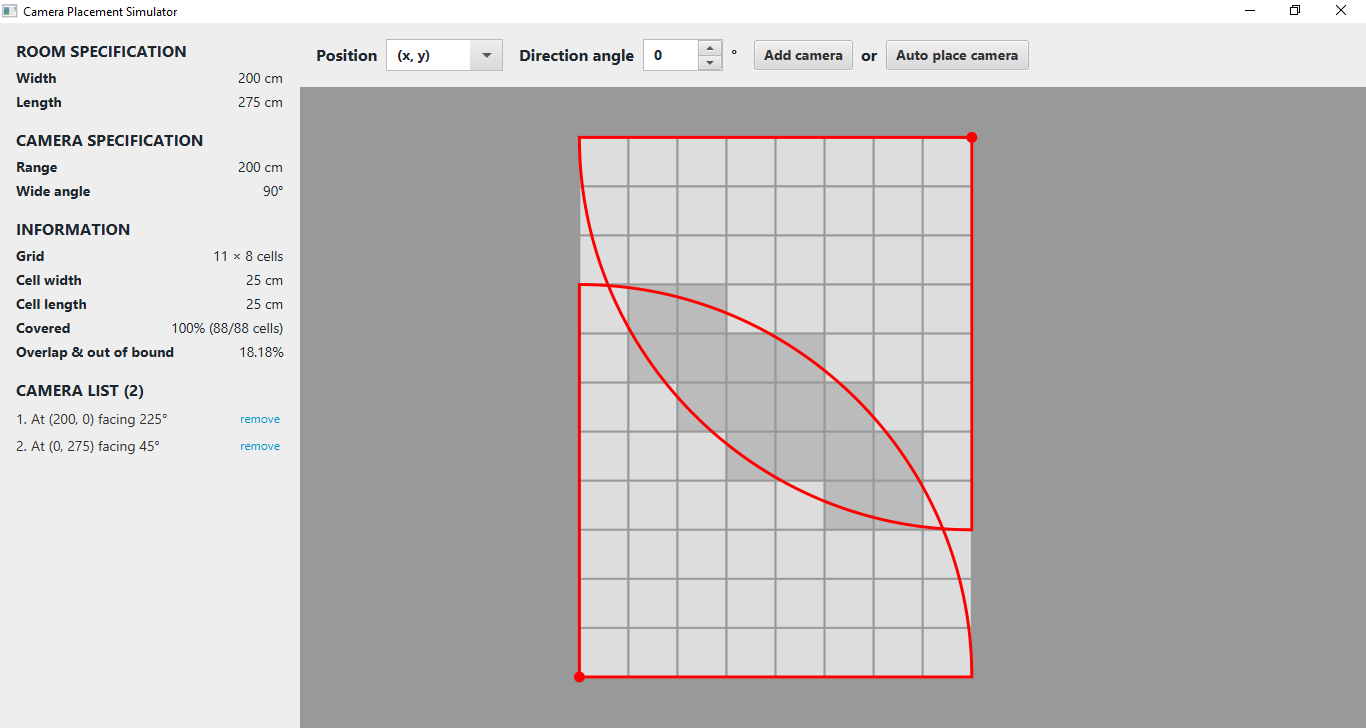 Camera Placement Simulator
Position (x, y) Direction angle 0 ° Add camera or Auto place camera
ROOM SPECIFICATION
Width 200 cm
Length 275 cm
CAMERA SPECIFICATION
Range 200 cm
Wide angle 90°
INFORMATION
Grid 11 × 8 cells
Cell width 25 cm
Cell length 25 cm
Covered 100% (88/88 cells)
Overlap & out of bound 18.18%
CAMERA LIST (2)
1. At (200, 0) facing 225° remove
2. At (0, 275) facing 45° remove